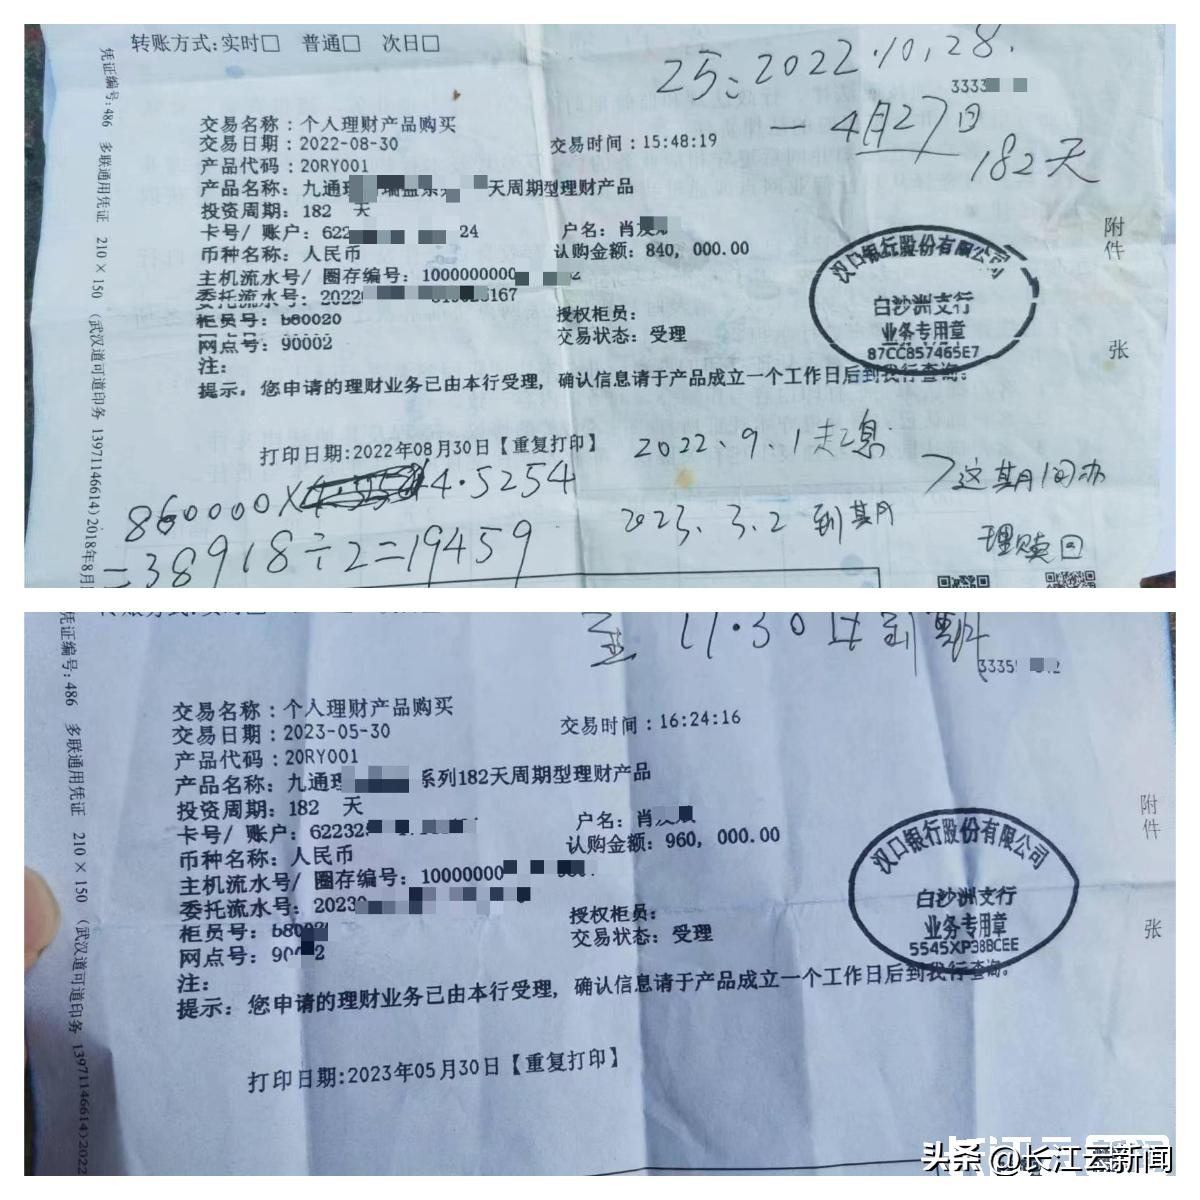 转账方式:实时□ 普通□ 次日□
25、2022.10.28.
3333
4月27日
182天
凭证编号:486 多联通用凭证 210×150 (武汉道可道印务 13971146614)2018年8月
交易名称:个人理财产品购买
交易日期:2022-08-30 交易时间:15:48:19
产品代码:20RY001
产品名称:九通 天周期型理财产品
投资周期:182 天
卡号/账户:622 24 户名:肖
币种名称:人民币 认购金额:840,000.00
主机流水号/圈存编号:1000000000
委托流水号:2022 167
柜员号:b80020 授权柜员:
网点号:90002 交易状态:受理
注:
提示。您申请的理财业务已由本行受理,确认信息请于产品成立一个工作日后到我行查询。
汉口银行股份有限公司
白沙洲支行
业务专用章
87CC857465E7
附件
张
打印日期:2022年08月30日【重复打印】
2022、9.1起息
2023、3.2到期
这期间办
理赎回
860000× 4.5254
=38918÷2=19459
转账方式:实时□
至 11.30日到期
3335
凭证编号:486 多联通用凭证 210×150 (武汉道可道印务 13971146614)2022
交易名称:个人理财产品购买
交易日期:2023-05-30 交易时间:16:24:16
产品代码:20RY001
产品名称:九通 系列182天周期型理财产品
投资周期:182 天
卡号/账户:62232 户名:肖
币种名称:人民币 认购金额:960,000.00
主机流水号/圈存编号:10000000
委托流水号:2023
柜员号:b80 授权柜员:
网点号:90 2 交易状态:受理
注:
提示:您申请的理财业务已由本行受理,确认信息请于产品成立一个工作日后到我行查询。
汉口银行股份有限公司
白沙洲支行
业务专用章
5545XP38BCEE
附件
张
打印日期:2023年05月30日【重复打印】
长江云新闻
头条@长江云新闻